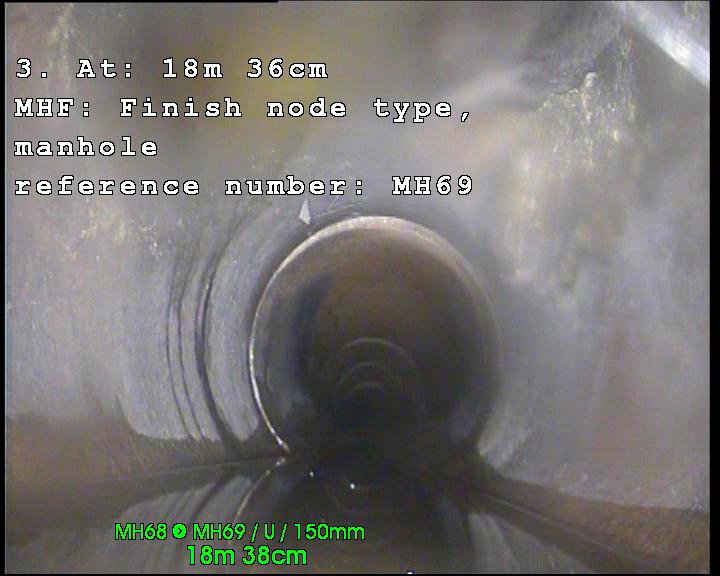 3. At: 18m 36cm
MHF: Finish node type,
manhole
reference number: MH69
MH68 MH69 / U / 150mm
18m 38cm